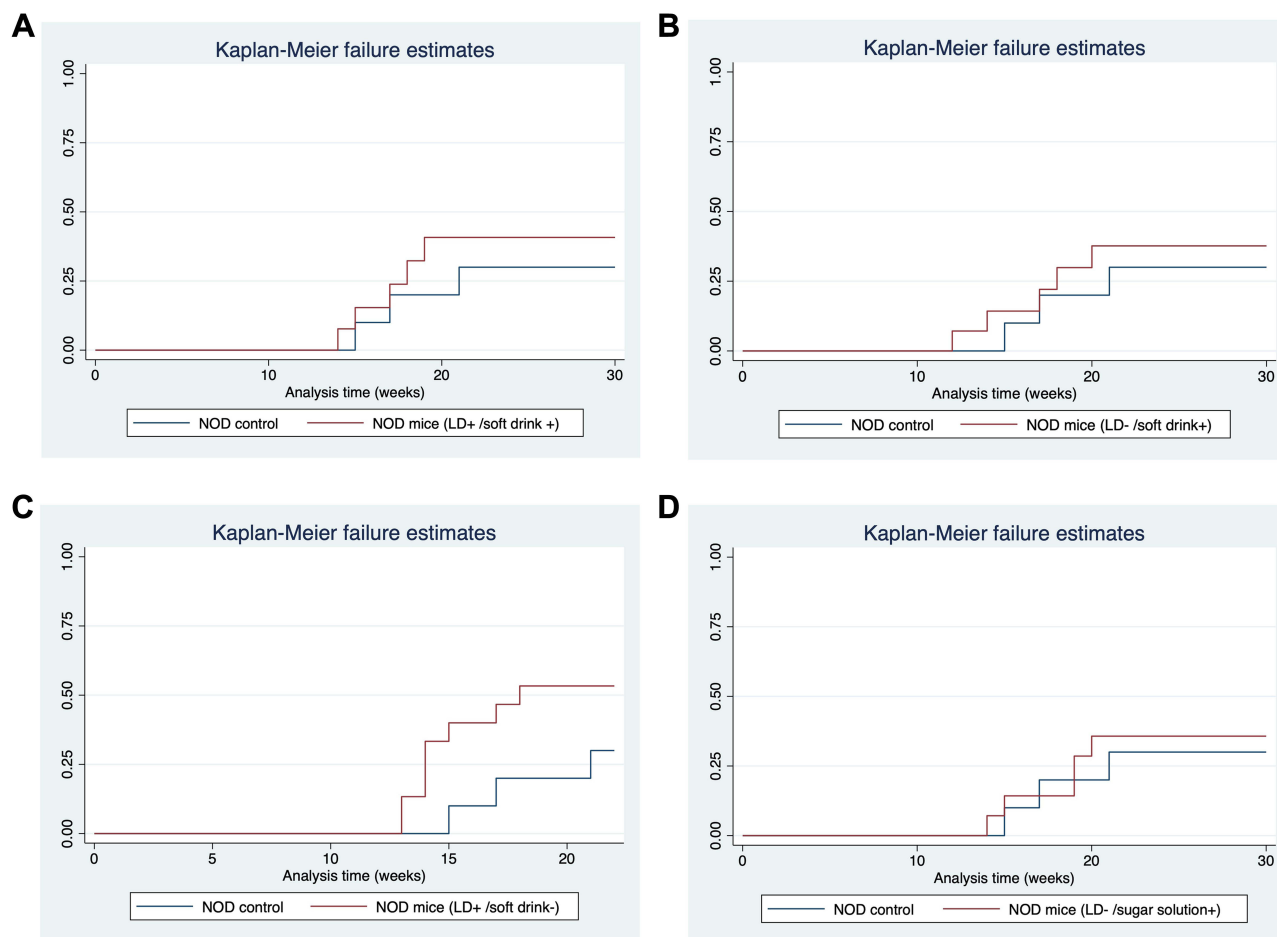 A
Kaplan-Meier failure estimates
1.00
0.75
0.50
0.25
0.00
0 10 20 30
Analysis time (weeks)
NOD control NOD mice (LD+ /soft drink +)
B
Kaplan-Meier failure estimates
1.00
0.75
0.50
0.25
0.00
0 10 20 30
Analysis time (weeks)
NOD control NOD mice (LD- /soft drink+)
C
Kaplan-Meier failure estimates
1.00
0.75
0.50
0.25
0.00
0 5 10 15 20
Analysis time (weeks)
NOD control NOD mice (LD+ /soft drink-)
D
Kaplan-Meier failure estimates
1.00
0.75
0.50
0.25
0.00
0 10 20 30
Analysis time (weeks)
NOD control NOD mice (LD- /sugar solution+)